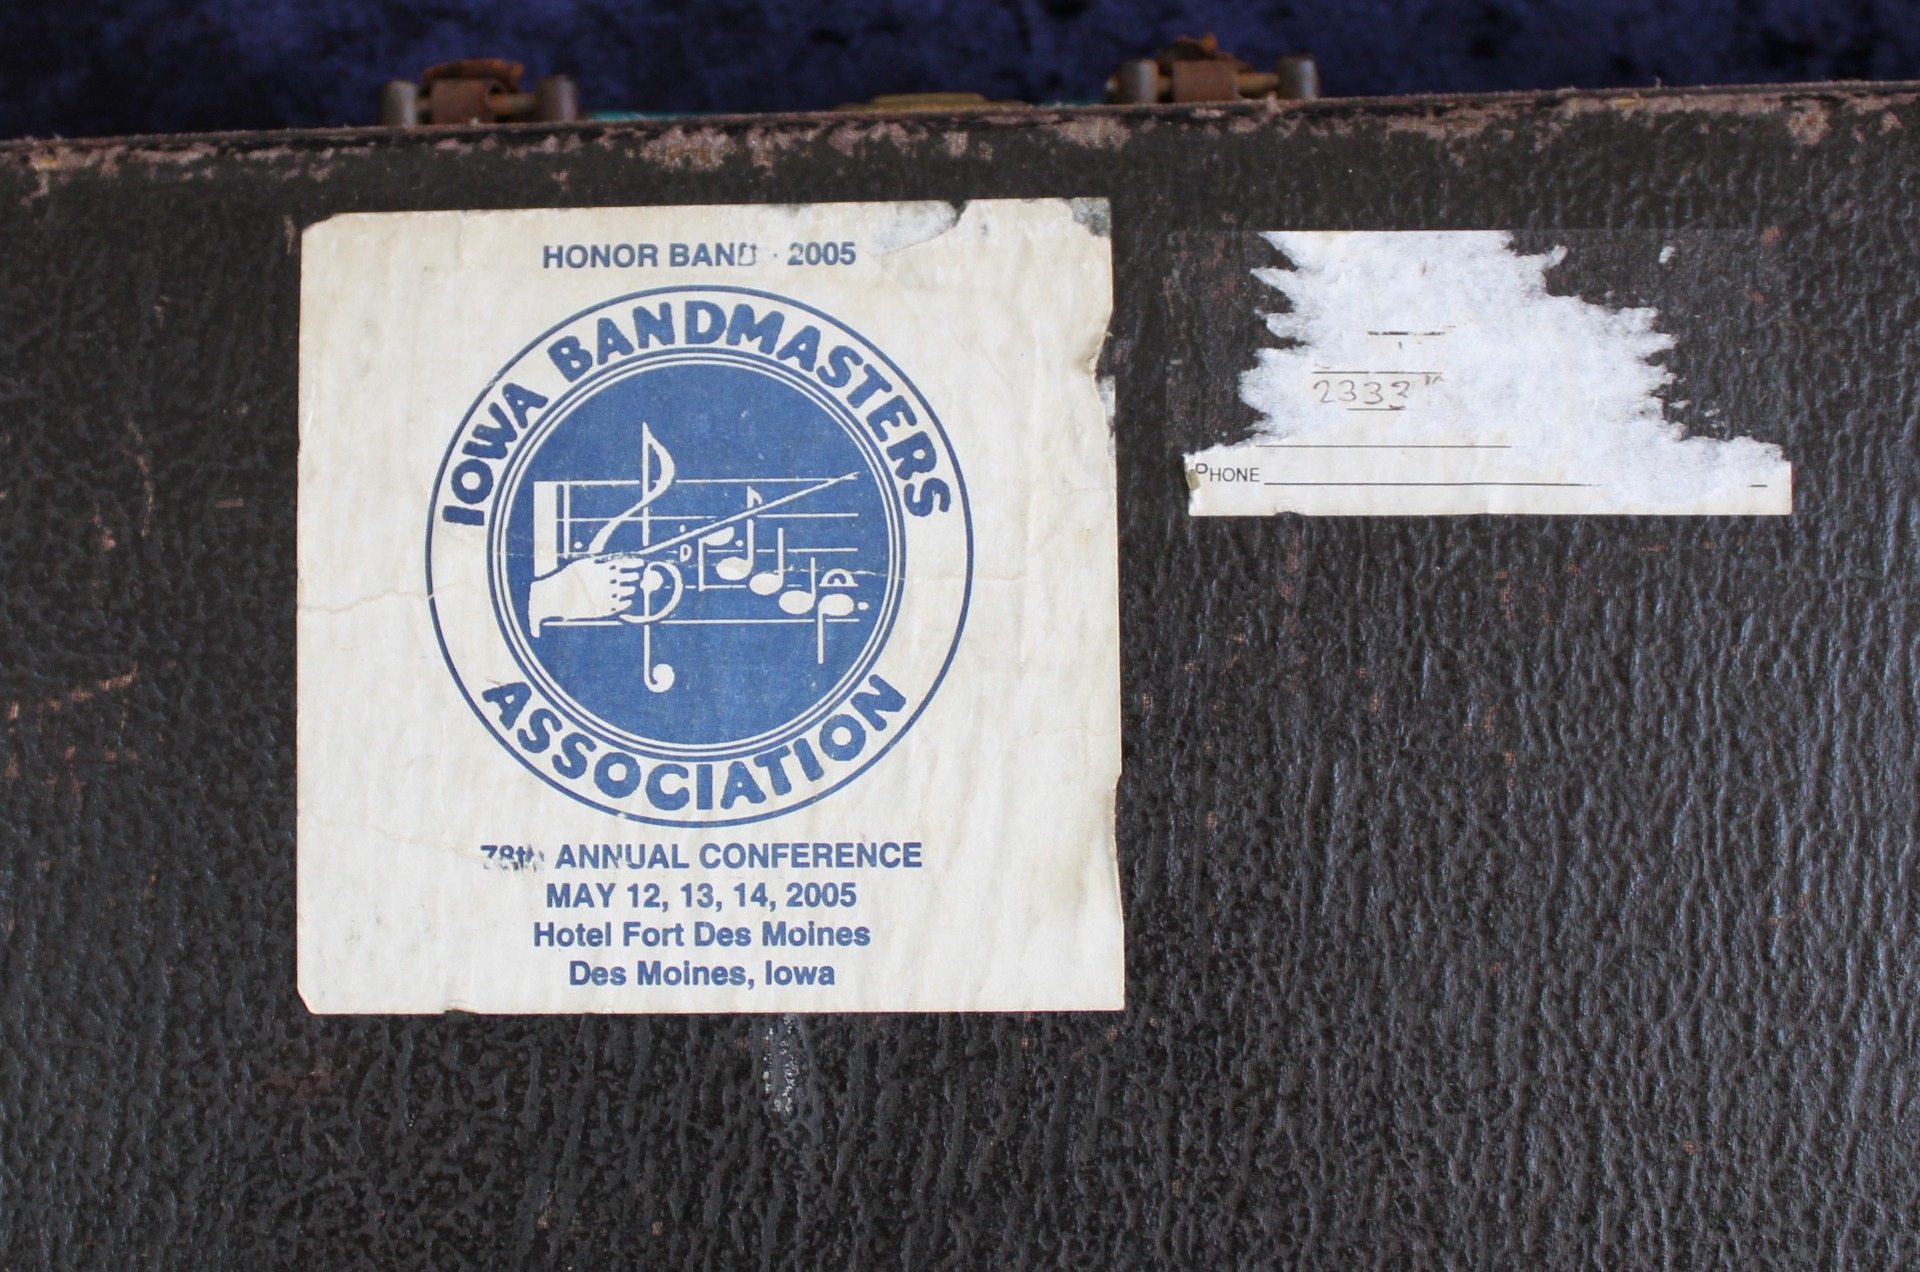 HONOR BAND · 2005
IOWA BANDMASTERS
ASSOCIATION
78th ANNUAL CONFERENCE
MAY 12, 13, 14, 2005
Hotel Fort Des Moines
Des Moines, Iowa
2333
PHONE